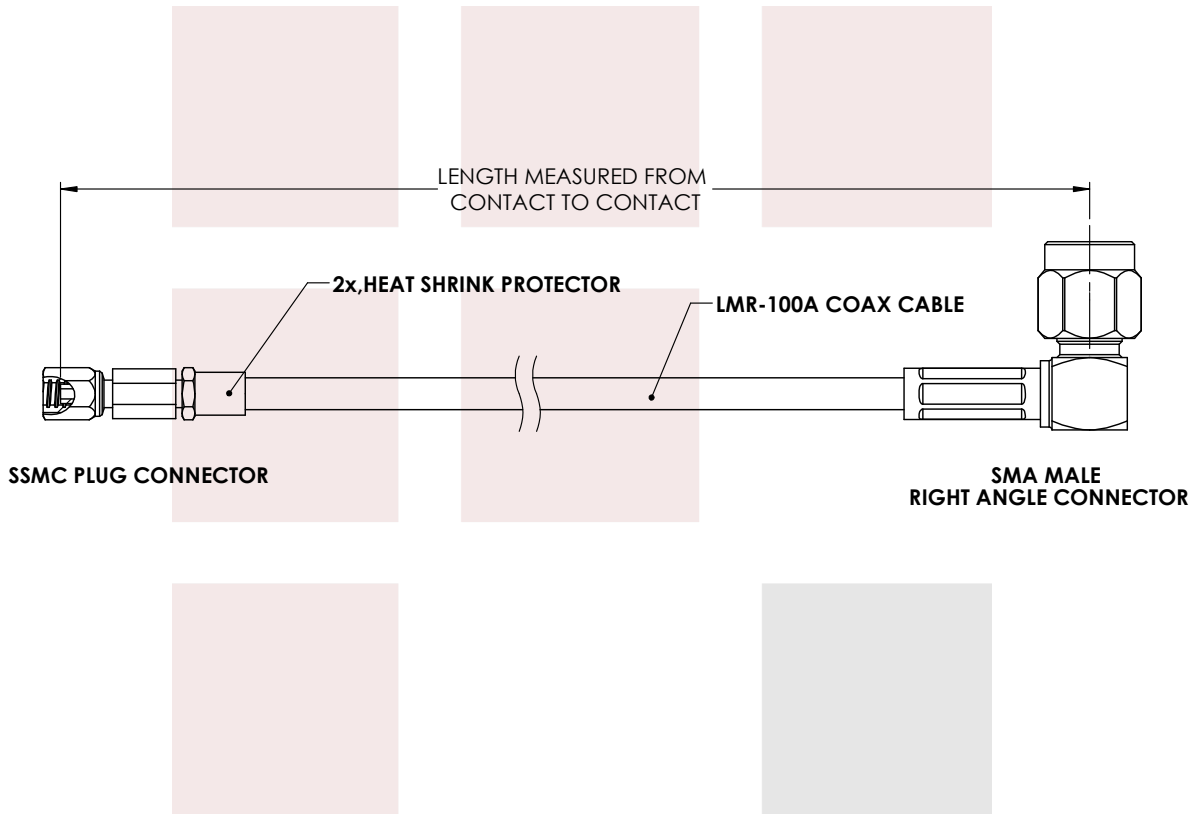 LENGTH MEASURED FROM
CONTACT TO CONTACT
2x,HEAT SHRINK PROTECTOR
LMR-100A COAX CABLE
SSMC PLUG CONNECTOR
SMA MALE
RIGHT ANGLE CONNECTOR